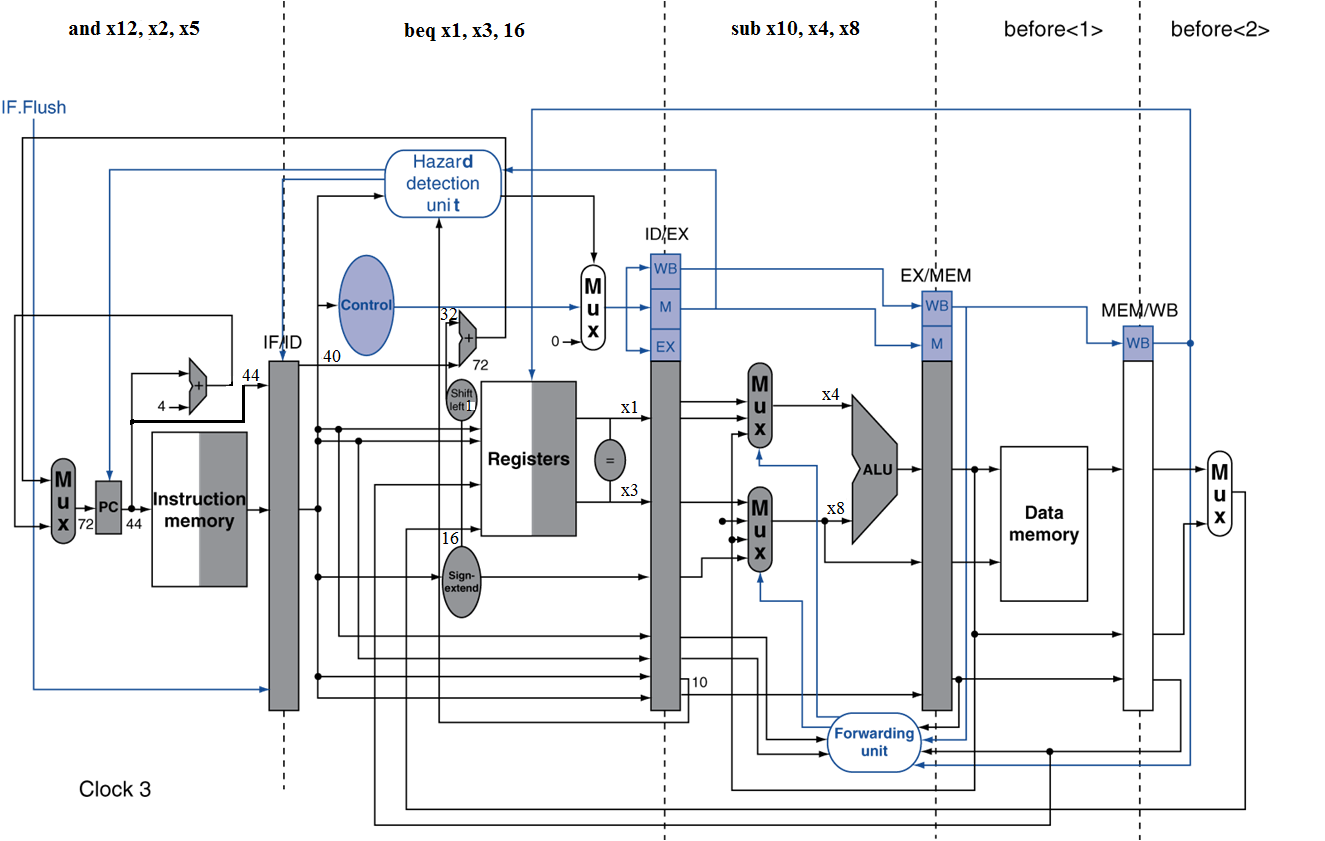 and x12, x2, x5
beq x1, x3, 16
sub x10, x4, x8
before<1>
before<2>
IF.Flush
Hazard
detection
unit
ID/EX
WB
M
EX
EX/MEM
WB
M
MEM/WB
WB
Control
Mux
0
IF/ID
32
+
40
72
44
+
4
Shift
left1
Mux
x4
x1
Registers
=
x3
ALU
Mux
PC
72
44
Instruction
memory
Mux
x8
Data
memory
Mux
16
Sign-
extend
10
Forwarding
unit
Clock 3